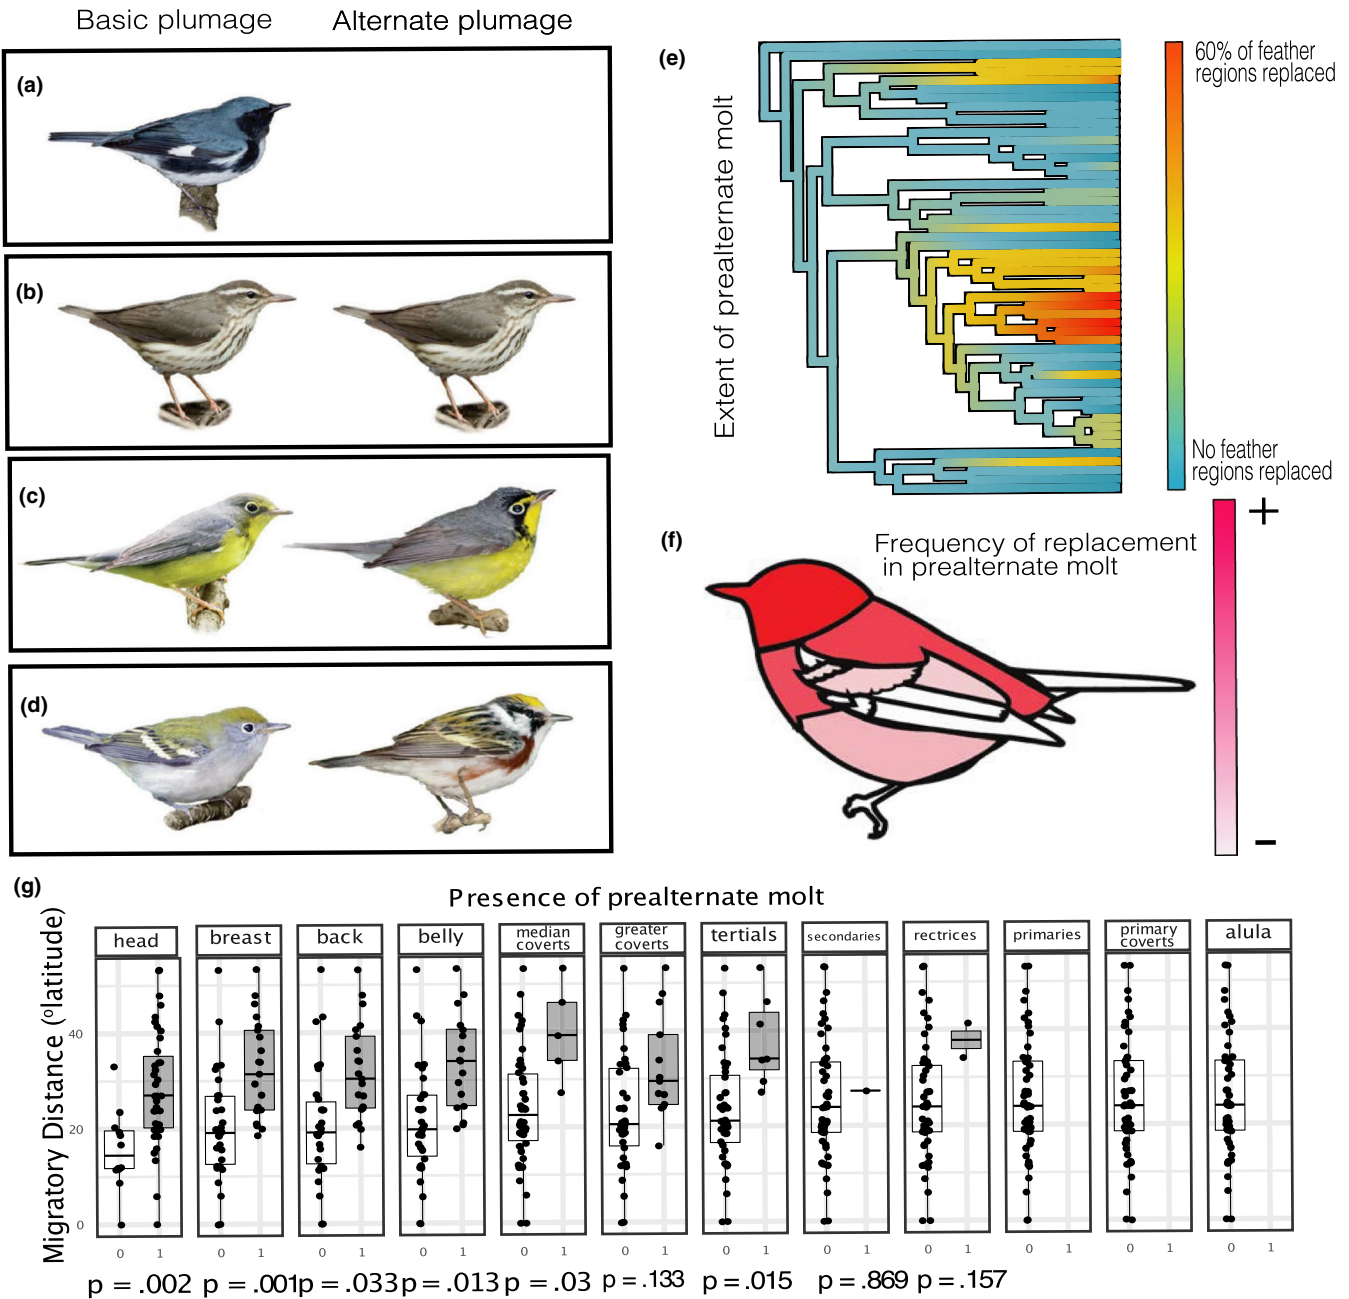 Basic plumage Alternate plumage
(a)
(b)
(c)
(d)
(e)
Extent of prealternate molt
60% of feather
regions replaced
No feather
regions replaced
(f)
Frequency of replacement
in prealternate molt
+
-
(g)
Presence of prealternate molt
Migratory Distance (ºlatitude)
head breast back belly median coverts greater coverts tertials secondaries rectrices primaries primary coverts alula
40
20
0
0 1 0 1 0 1 0 1 0 1 0 1 0 1 0 1 0 1 0 1 0 1 0 1
p = .002 p = .001 p = .033 p = .013 p = .03 p = .133 p = .015 p = .869 p = .157